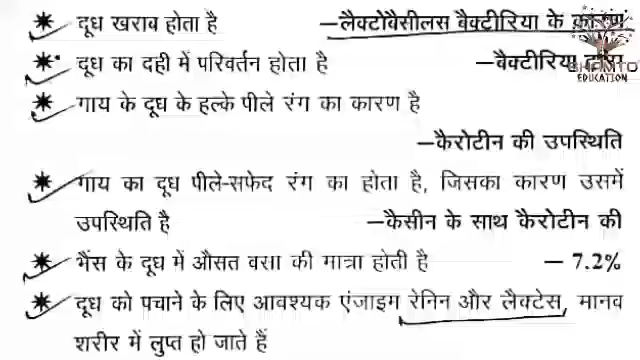 * दूध खराब होता है —लैक्टोबैसीलस बैक्टीरिया के कारण
* दूध का दही में परिवर्तन होता है —बैक्टीरिया द्वारा
EDUCATION
* गाय के दूध के हल्के पीले रंग का कारण है
—कैरोटीन की उपस्थिति
* गाय का दूध पीले-सफेद रंग का होता है, जिसका कारण उसमें
उपस्थिति है —कैसीन के साथ कैरोटीन की
* भैंस के दूध में औसत वसा की मात्रा होती है — 7.2%
* दूध को पचाने के लिए आवश्यक एंजाइम रेनिन और लैक्टेस, मानव
शरीर में लुप्त हो जाते हैं